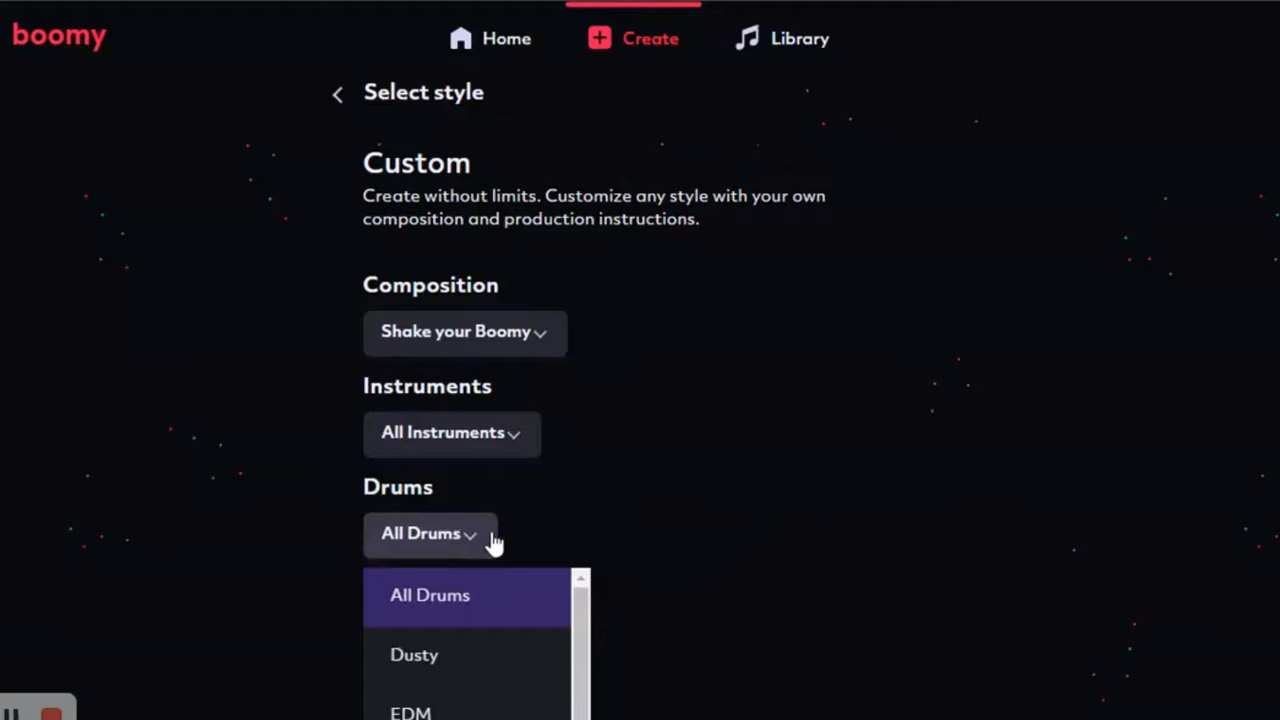 boomy
Home
Create
Library
Select style
Custom
Create without limits. Customize any style with your own
composition and production instructions.
Composition
Shake your Boomy
Instruments
All Instruments
Drums
All Drums
All Drums
Dusty
EDM